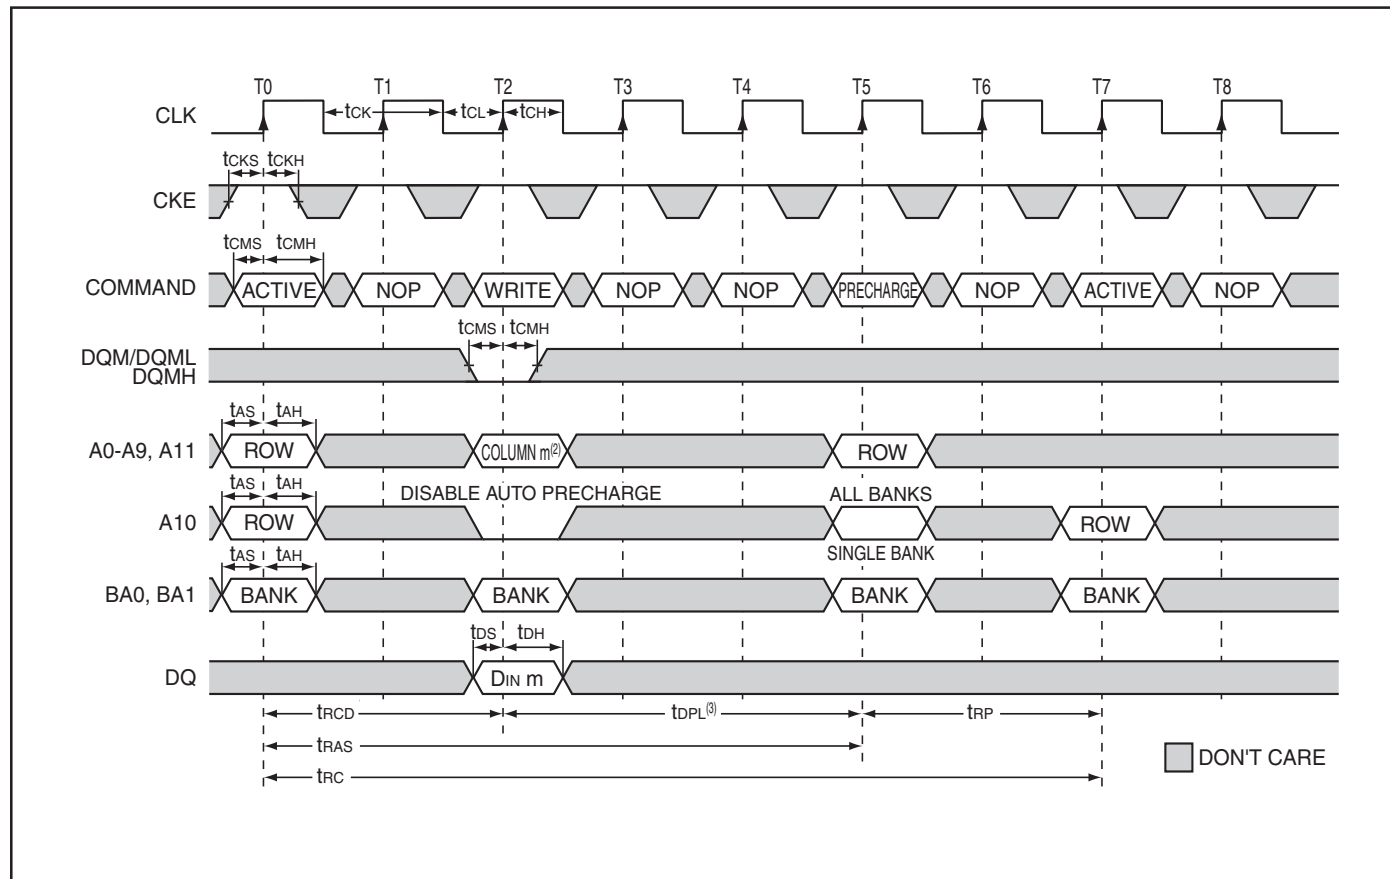 T0 T1 T2 T3 T4 T5 T6 T7 T8
CLK tCK tCL tCH
tCKS tCKH
CKE
tCMS tCMH
COMMAND ACTIVE NOP WRITE NOP NOP PRECHARGE NOP ACTIVE NOP
tCMS tCMH
DQM/DQML
DQMH
tAS tAH
A0-A9, A11 ROW COLUMN m(2) ROW
tAS tAH DISABLE AUTO PRECHARGE ALL BANKS
A10 ROW ROW
tAS tAH SINGLE BANK
BA0, BA1 BANK BANK BANK BANK
tDS tDH
DQ DIN m
tRCD tDPL(3) tRP
tRAS
DON'T CARE
tRC